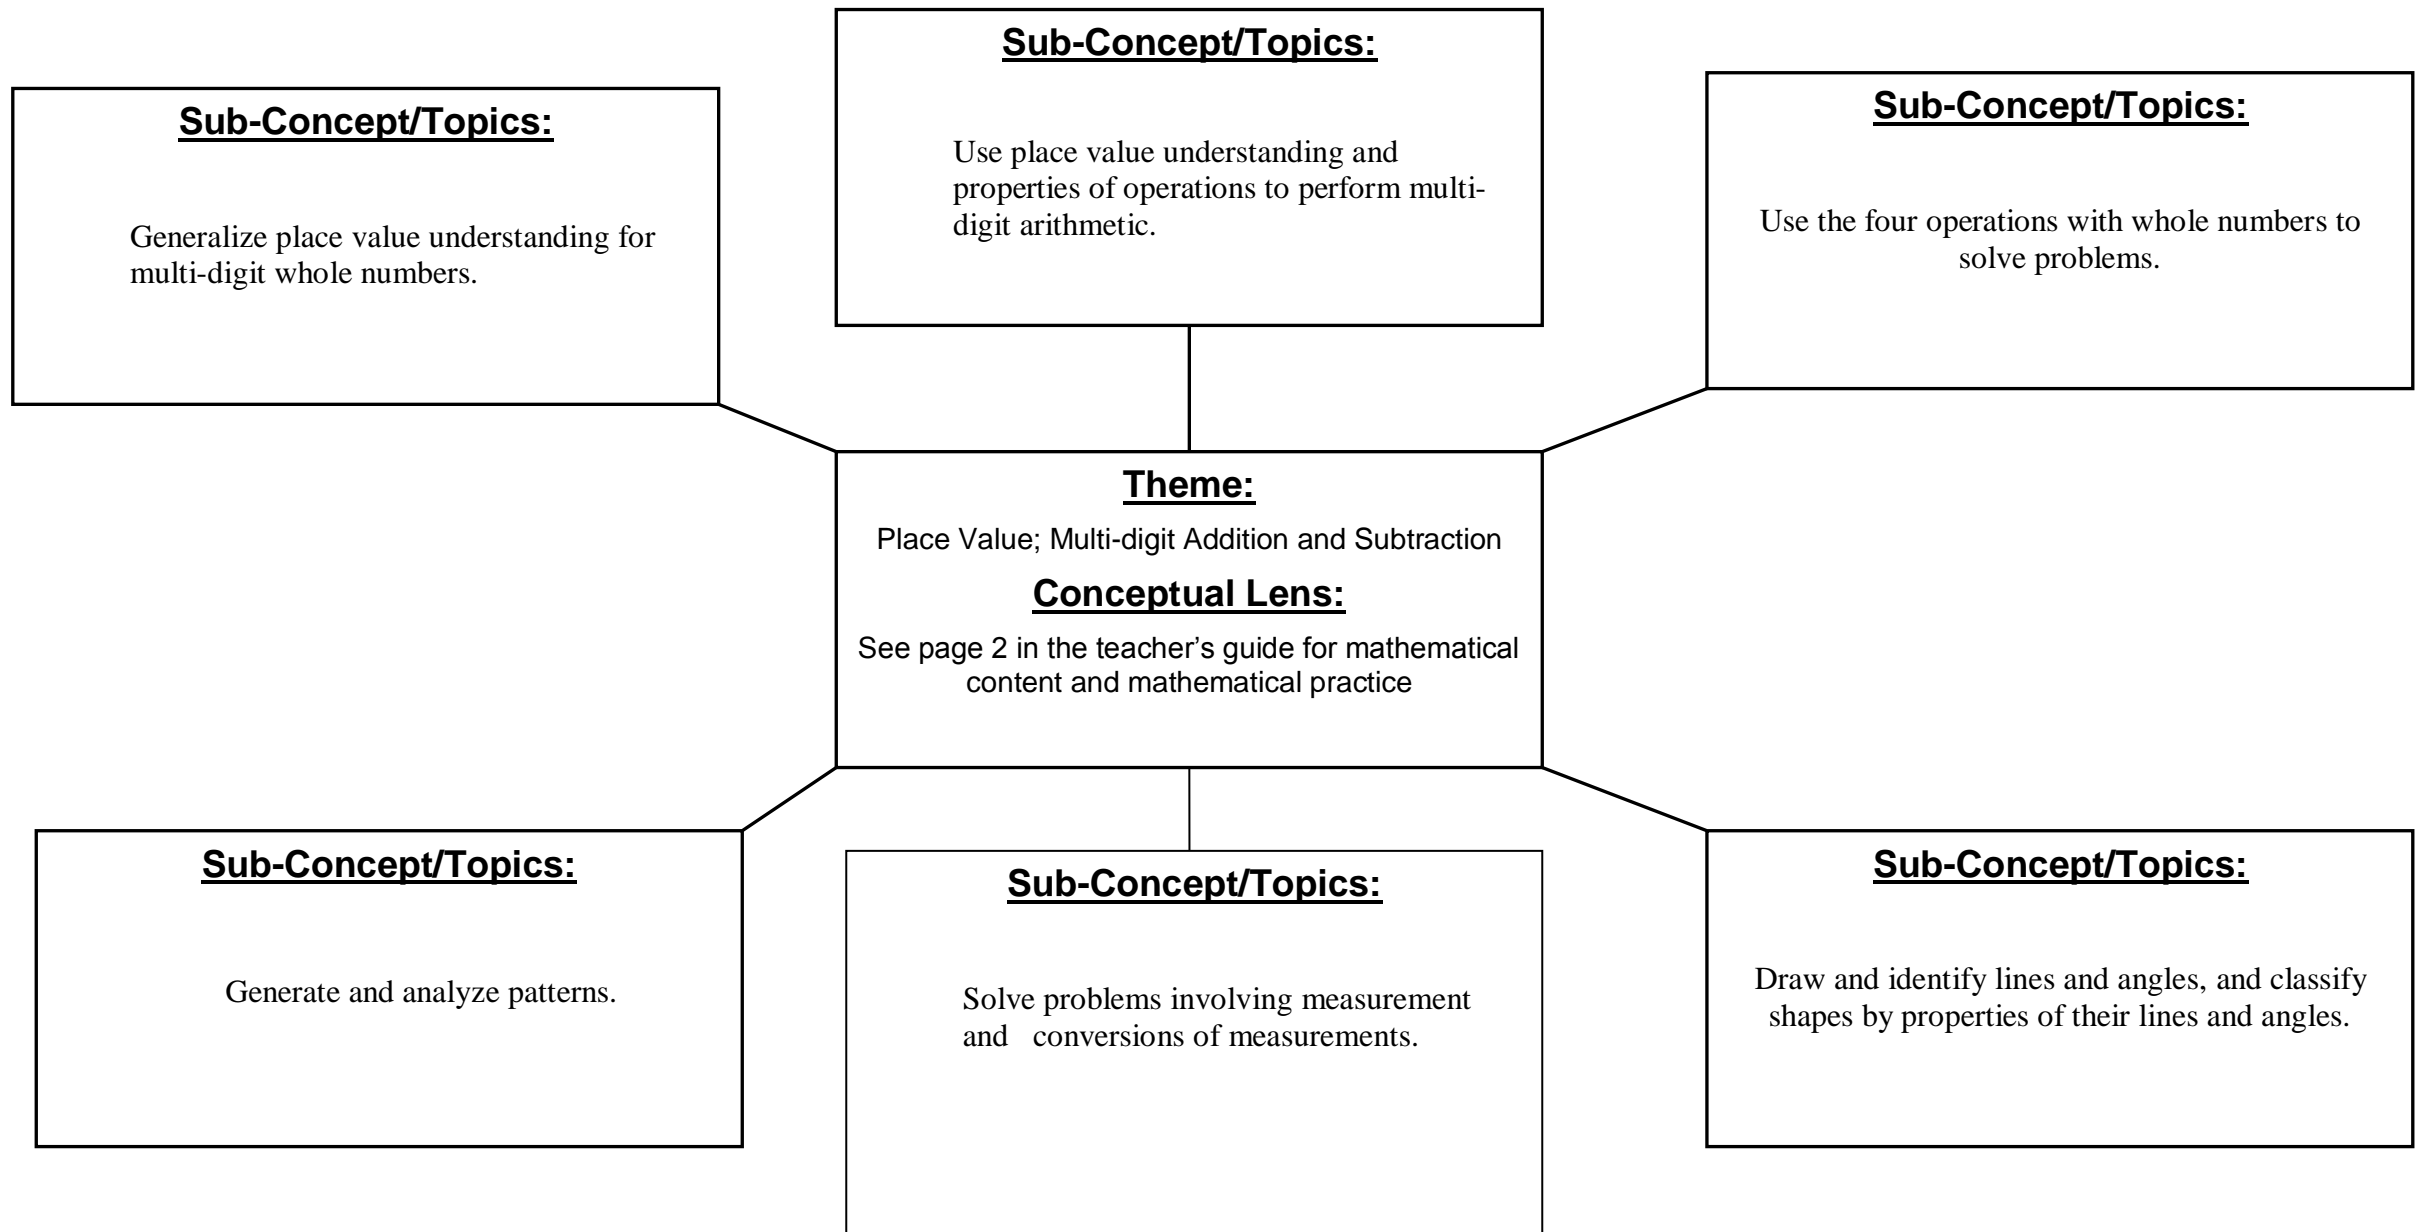 Sub-Concept/Topics:
Generalize place value understanding for
multi-digit whole numbers.
Sub-Concept/Topics:
Use place value understanding and
properties of operations to perform multi-
digit arithmetic.
Sub-Concept/Topics:
Use the four operations with whole numbers to
solve problems.
Theme:
Place Value; Multi-digit Addition and Subtraction
Conceptual Lens:
See page 2 in the teacher’s guide for mathematical
content and mathematical practice
Sub-Concept/Topics:
Generate and analyze patterns.
Sub-Concept/Topics:
Solve problems involving measurement
and   conversions of measurements.
Sub-Concept/Topics:
Draw and identify lines and angles, and classify
shapes by properties of their lines and angles.